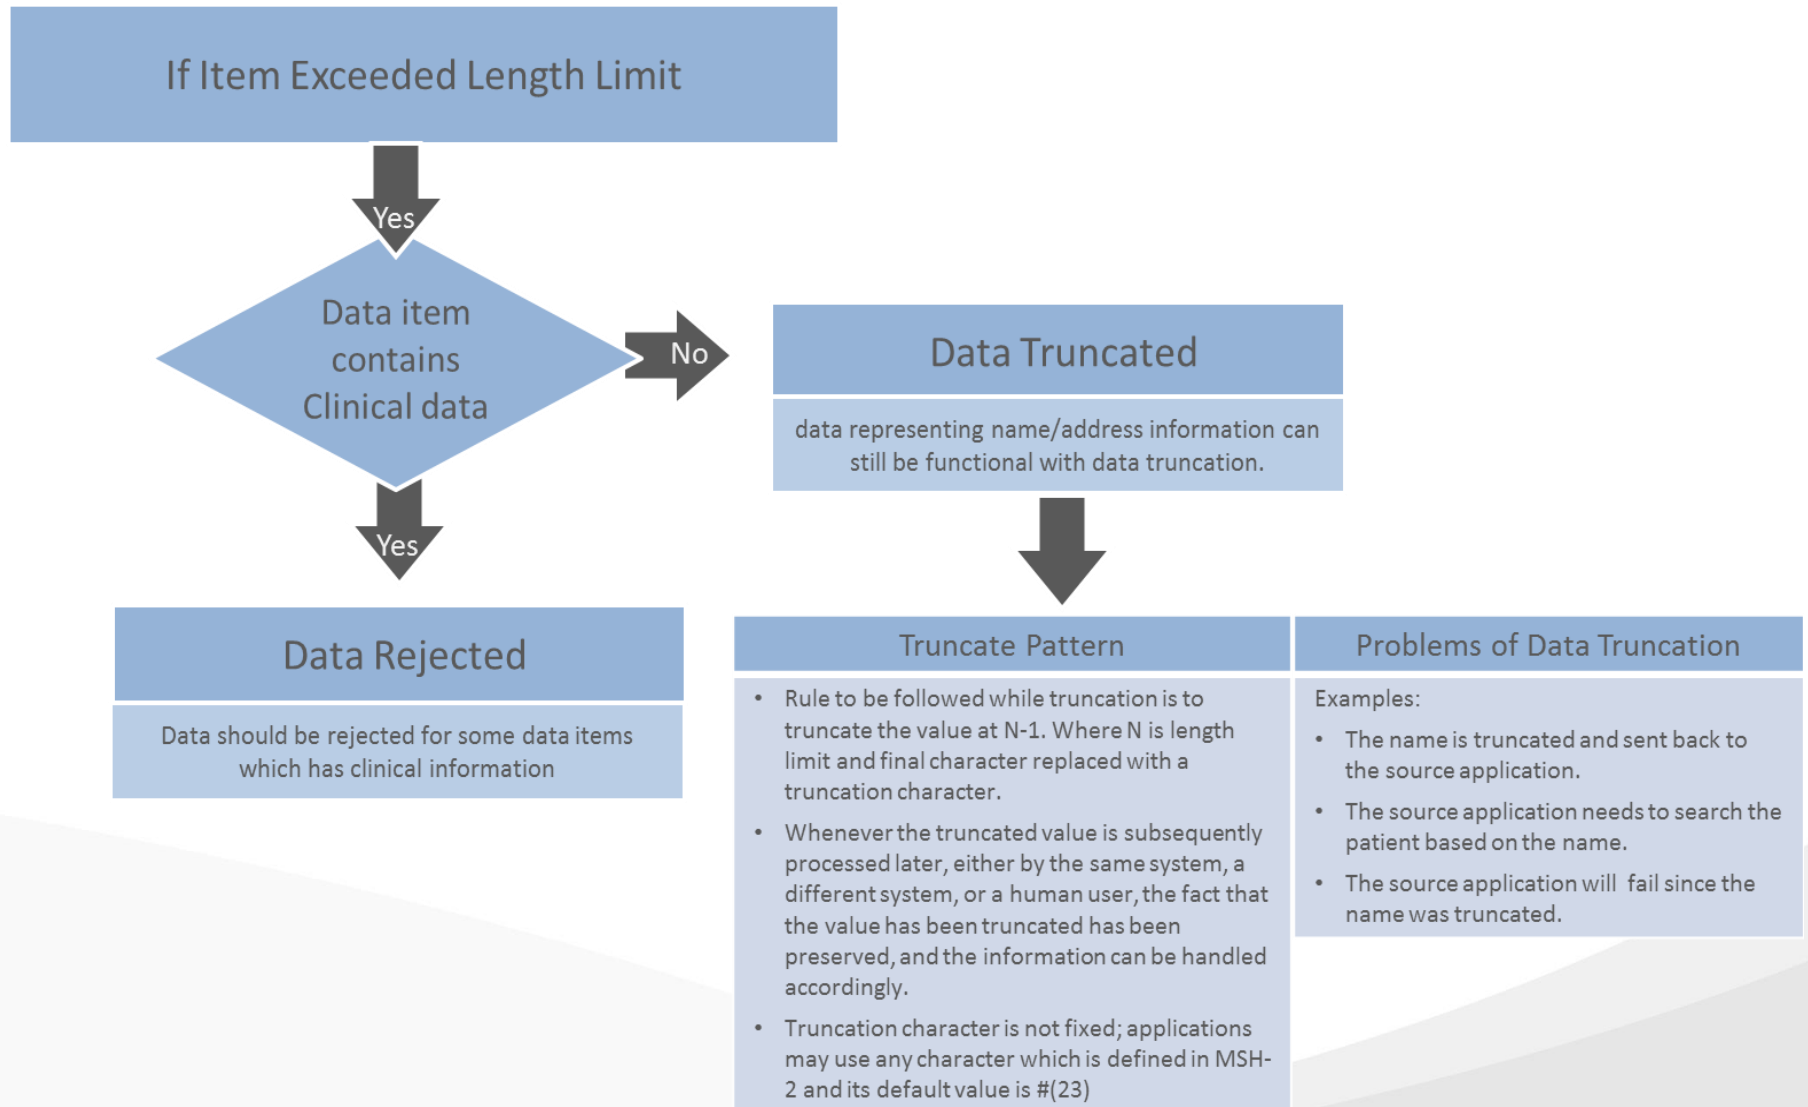 If Item Exceeded Length Limit
Yes
Data item
contains
Clinical data
No
Data Truncated
data representing name/address information can
still be functional with data truncation.
Yes
Data Rejected
Data should be rejected for some data items
which has clinical information
Truncate Pattern
• Rule to be followed while truncation is to
truncate the value at N-1. Where N is length
limit and final character replaced with a
truncation character.
• Whenever the truncated value is subsequently
processed later, either by the same system, a
different system, or a human user, the fact that
the value has been truncated has been
preserved, and the information can be handled
accordingly.
• Truncation character is not fixed; applications
may use any character which is defined in MSH-
2 and its default value is #(23)
Problems of Data Truncation
Examples:
• The name is truncated and sent back to
the source application.
• The source application needs to search the
patient based on the name.
• The source application will fail since the
name was truncated.